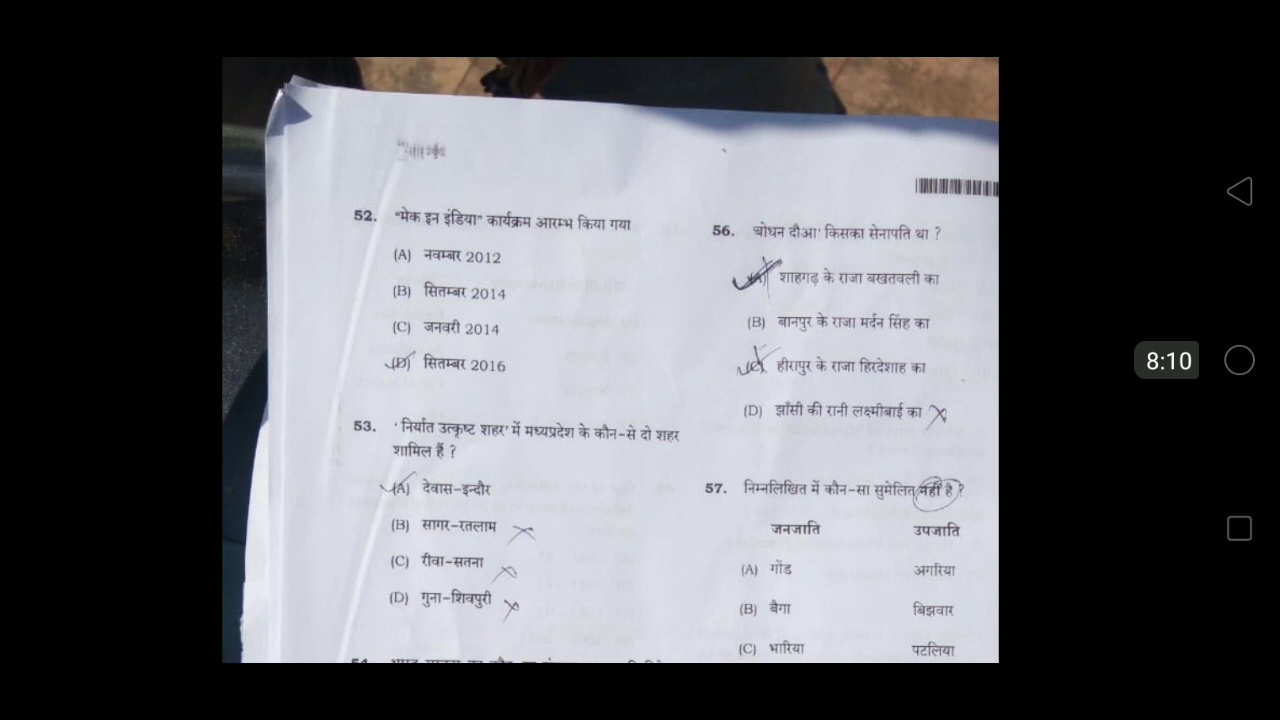 52. "मेक इन इंडिया" कार्यक्रम आरम्भ किया गया
(A) नवम्बर 2012
(B) सितम्बर 2014
(C) जनवरी 2014
(D) सितम्बर 2016
53. 'निर्यात उत्कृष्ट शहर' में मध्यप्रदेश के कौन-से दो शहर
शामिल हैं ?
(A) देवास-इन्दौर
(B) सागर-रतलाम
(C) रीवा-सतना
(D) गुना-शिवपुरी
56. 'बोधन दौआ' किसका सेनापति था ?
(A) शाहगढ़ के राजा बखतवली का
(B) बानपुर के राजा मर्दन सिंह का
(C) हीरापुर के राजा हिरदेशाह का
(D) झाँसी की रानी लक्ष्मीबाई का
57. निम्नलिखित में कौन-सा सुमेलित नहीं है ?
जनजाति उपजाति
(A) गोंड अगरिया
(B) बैगा बिझवार
(C) भारिया पटलिया
8:10